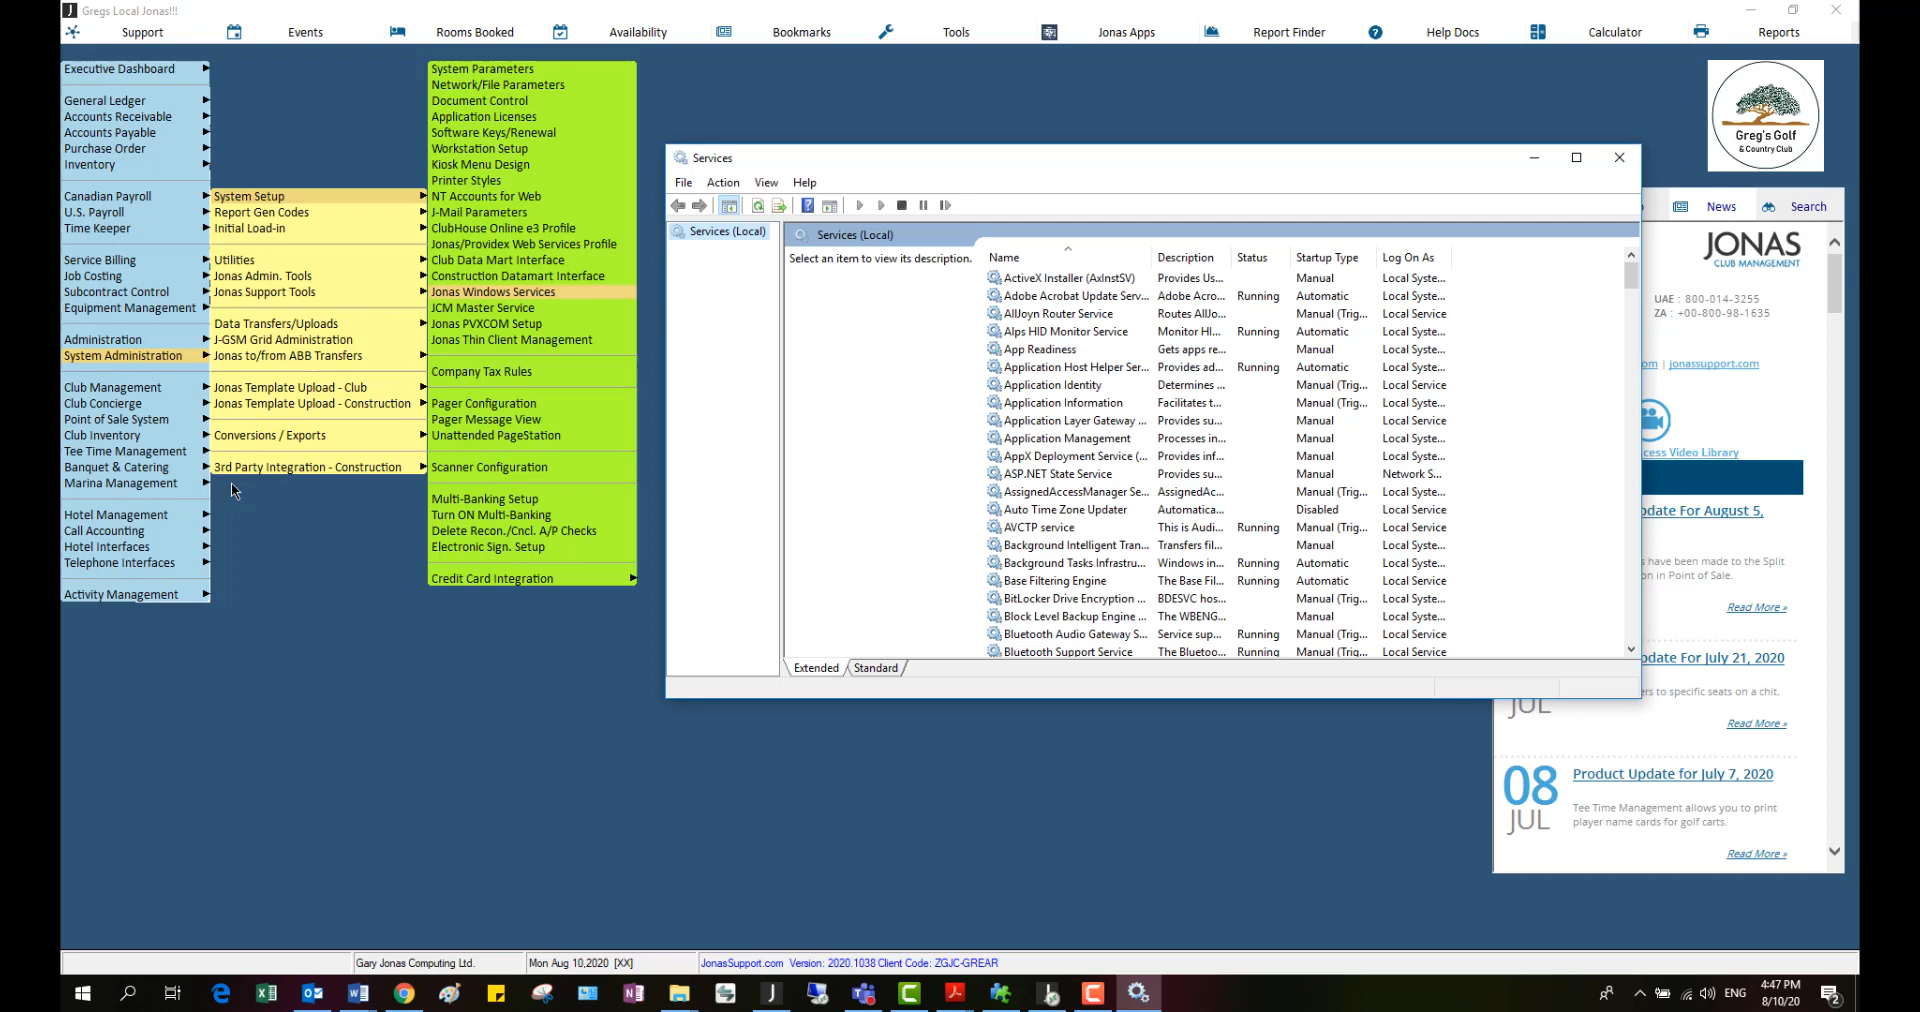 Gregs Local Jonas!!!
Support Events Rooms Booked Availability Bookmarks Tools Jonas Apps Report Finder Help Docs Calculator Reports
Executive Dashboard
General Ledger
Accounts Receivable
Accounts Payable
Purchase Order
Inventory
Canadian Payroll
U.S. Payroll
Time Keeper
Service Billing
Job Costing
Subcontract Control
Equipment Management
Administration
System Administration
Club Management
Club Concierge
Point of Sale System
Club Inventory
Tee Time Management
Banquet & Catering
Marina Management
Hotel Management
Call Accounting
Hotel Interfaces
Telephone Interfaces
Activity Management
System Setup
Report Gen Codes
Initial Load-in
Utilities
Jonas Admin. Tools
Jonas Support Tools
Data Transfers/Uploads
J-GSM Grid Administration
Jonas to/from ABB Transfers
Jonas Template Upload - Club
Jonas Template Upload - Construction
Conversions / Exports
3rd Party Integration - Construction
System Parameters
Network/File Parameters
Document Control
Application Licenses
Software Keys/Renewal
Workstation Setup
Kiosk Menu Design
Printer Styles
NT Accounts for Web
J-Mail Parameters
ClubHouse Online e3 Profile
Jonas/Providex Web Services Profile
Club Data Mart Interface
Construction Datamart Interface
Jonas Windows Services
JCM Master Service
Jonas PVXCOM Setup
Jonas Thin Client Management
Company Tax Rules
Pager Configuration
Pager Message View
Unattended PageStation
Scanner Configuration
Multi-Banking Setup
Turn ON Multi-Banking
Delete Recon./Cncl. A/P Checks
Electronic Sign. Setup
Credit Card Integration
Services
File Action View Help
Services (Local)
Services (Local)
Select an item to view its description.
Name Description Status Startup Type Log On As
ActiveX Installer (AxInstSV) Provides Us... Manual Local Syste...
Adobe Acrobat Update Serv... Adobe Acro... Running Automatic Local Syste...
AllJoyn Router Service Routes AllJo... Manual (Trig... Local Service
Alps HID Monitor Service Monitor HI... Running Automatic Local Syste...
App Readiness Gets apps re... Manual Local Syste...
Application Host Helper Ser... Provides ad... Running Automatic Local Syste...
Application Identity Determines ... Manual (Trig... Local Service
Application Information Facilitates t... Manual (Trig... Local Syste...
Application Layer Gateway ... Provides su... Manual Local Service
Application Management Processes in... Manual Local Syste...
AppX Deployment Service (... Provides inf... Manual Local Syste...
ASP.NET State Service Provides su... Manual Network S...
AssignedAccessManager Se... AssignedAc... Manual (Trig... Local Syste...
Auto Time Zone Updater Automatica... Disabled Local Service
AVCTP service This is Audi... Running Manual (Trig... Local Service
Background Intelligent Tran... Transfers fil... Manual Local Syste...
Background Tasks Infrastru... Windows in... Running Automatic Local Syste...
Base Filtering Engine The Base Fil... Running Automatic Local Service
BitLocker Drive Encryption ... BDESVC hos... Manual (Trig... Local Syste...
Block Level Backup Engine ... The WBENG... Manual Local Syste...
Bluetooth Audio Gateway S... Service sup... Running Manual (Trig... Local Service
Bluetooth Support Service The Bluetoo... Running Manual (Trig... Local Service
Extended Standard
Greg's Golf
& Country Club
News Search
JONAS
CLUB MANAGEMENT
UAE : 800-014-3255
ZA : +00-800-98-1635
om | jonassupport.com
cess Video Library
pdate For August 5,
s have been made to the Split
on in Point of Sale.
Read More »
pdate For July 21, 2020
ers to specific seats on a chit.
JUL
Read More »
08
JUL
Product Update for July 7, 2020
Tee Time Management allows you to print
player name cards for golf carts.
Read More »
Gary Jonas Computing Ltd. Mon Aug 10,2020 [XX] JonasSupport.com Version: 2020.1038 Client Code: ZGJC-GREAR
ENG
4:47 PM
8/10/20
2